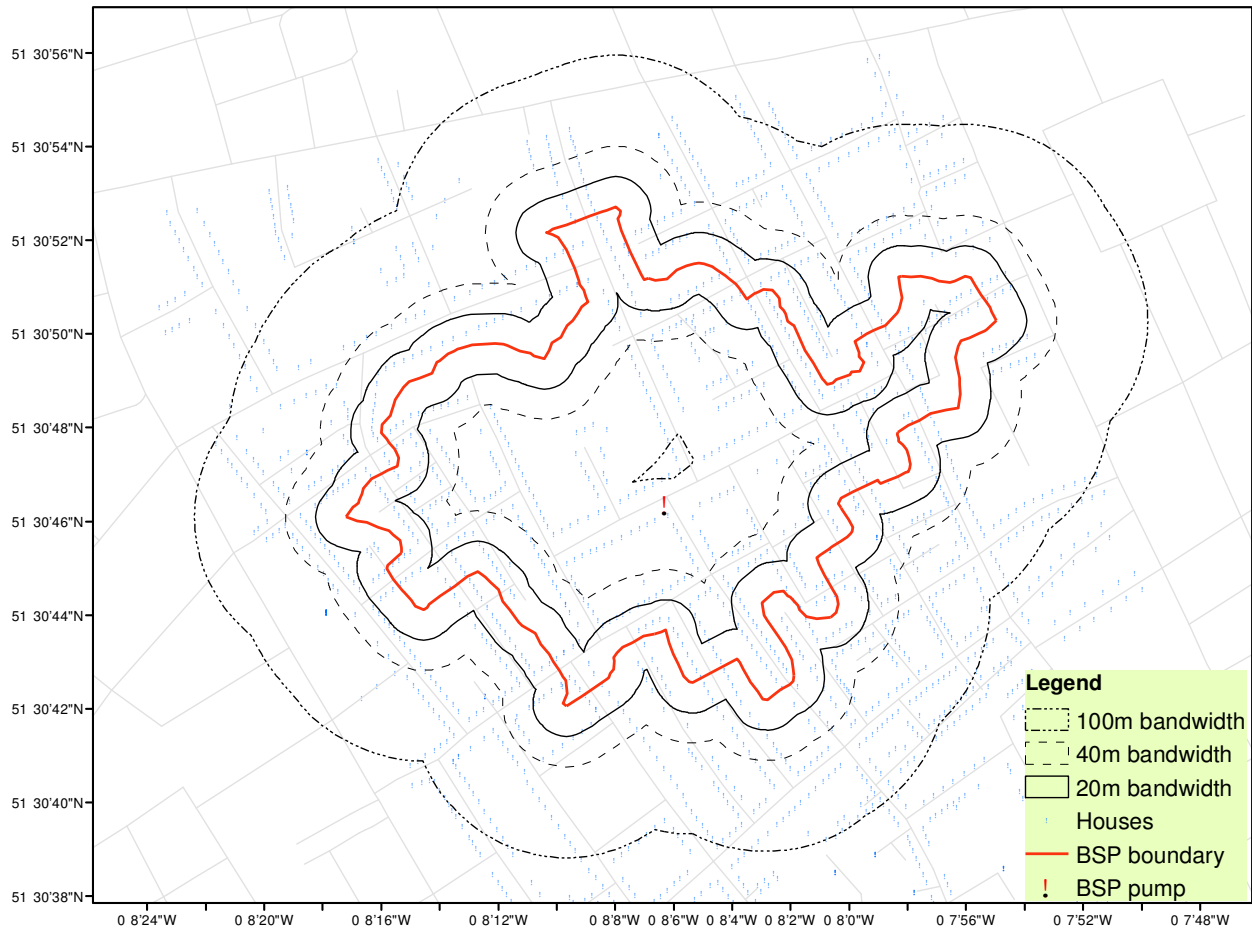 51 30'56"N
51 30'54"N
51 30'52"N
51 30'50"N
51 30'48"N
51 30'46"N
51 30'44"N
51 30'42"N
51 30'40"N
51 30'38"N
!
Legend
100m bandwidth
40m bandwidth
20m bandwidth
Houses
BSP boundary
! BSP pump
0 8'24"W 0 8'20"W 0 8'16"W 0 8'12"W 0 8'8"W 0 8'6"W 0 8'4"W 0 8'2"W 0 8'0"W 0 7'56"W 0 7'52"W 0 7'48"W